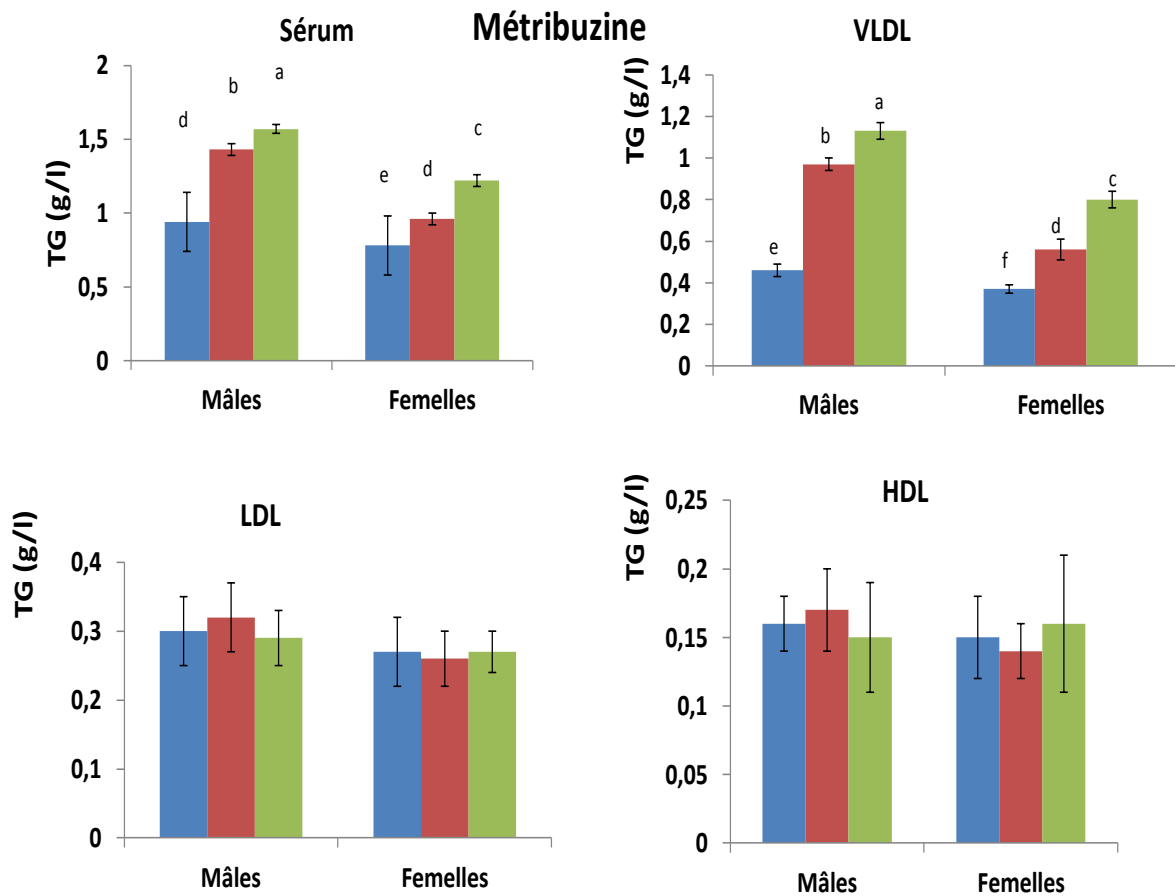 Métribuzine
Sérum
TG (g/l)
2
1,5
1
0,5
0
d
b
a
e
d
c
Mâles
Femelles
VLDL
TG (g/l)
1,4
1,2
1
0,8
0,6
0,4
0,2
0
e
b
a
f
d
c
Mâles
Femelles
LDL
TG (g/l)
0,4
0,3
0,2
0,1
0
Mâles
Femelles
HDL
TG (g/l)
0,25
0,2
0,15
0,1
0,05
0
Mâles
Femelles